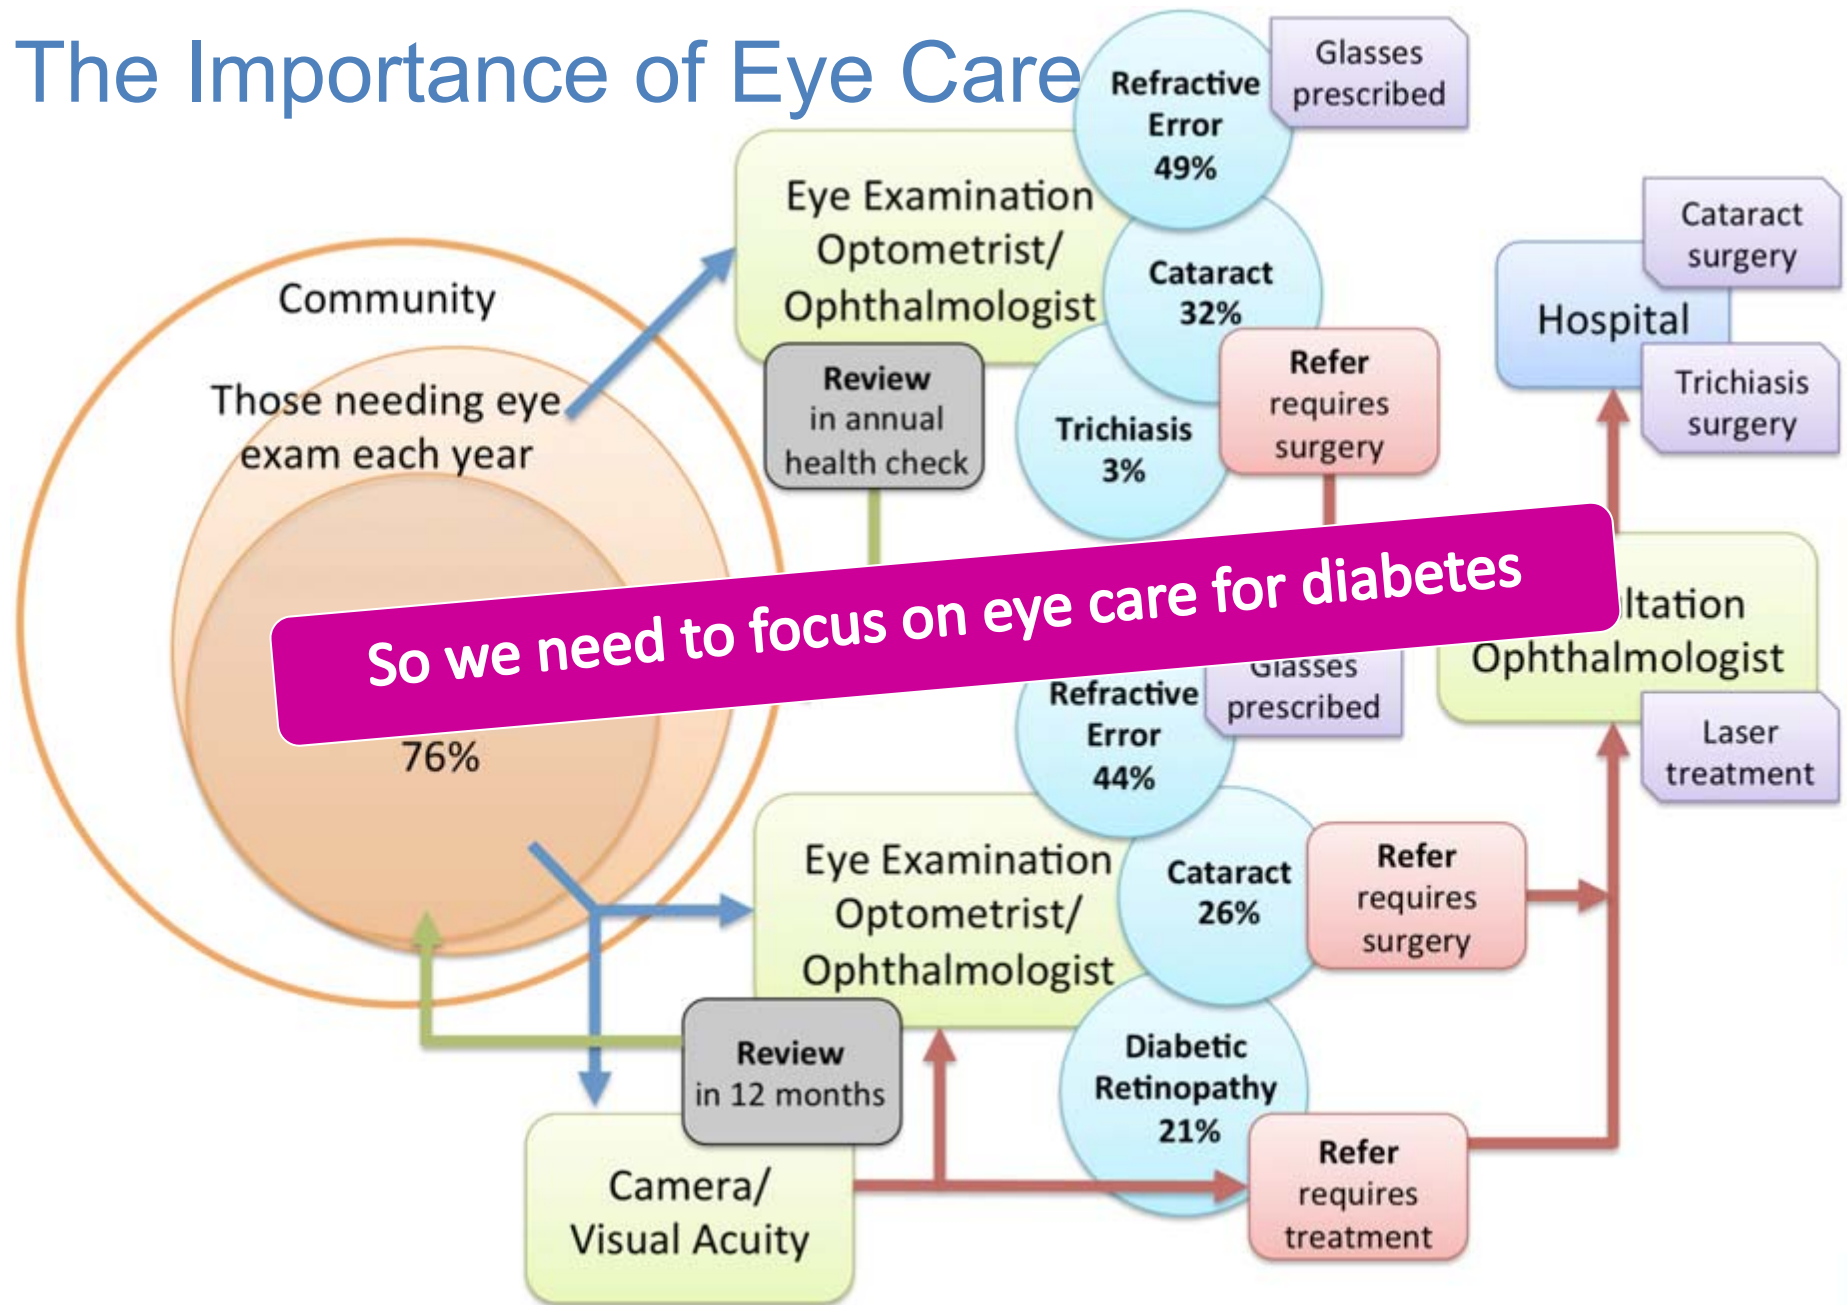 The Importance of Eye Care
Refractive
Error
49%
Glasses
prescribed
Eye Examination
Optometrist/
Ophthalmologist
Cataract
32%
Trichiasis
3%
Review
in annual
health check
Refer
requires
surgery
Cataract
surgery
Hospital
Trichiasis
surgery
Community
Those needing eye
exam each year
So we need to focus on eye care for diabetes
76%
ltation
Ophthalmologist
Laser
treatment
Glasses
prescribed
Refractive
Error
44%
Eye Examination
Optometrist/
Ophthalmologist
Cataract
26%
Refer
requires
surgery
Diabetic
Retinopathy
21%
Review
in 12 months
Refer
requires
treatment
Camera/
Visual Acuity